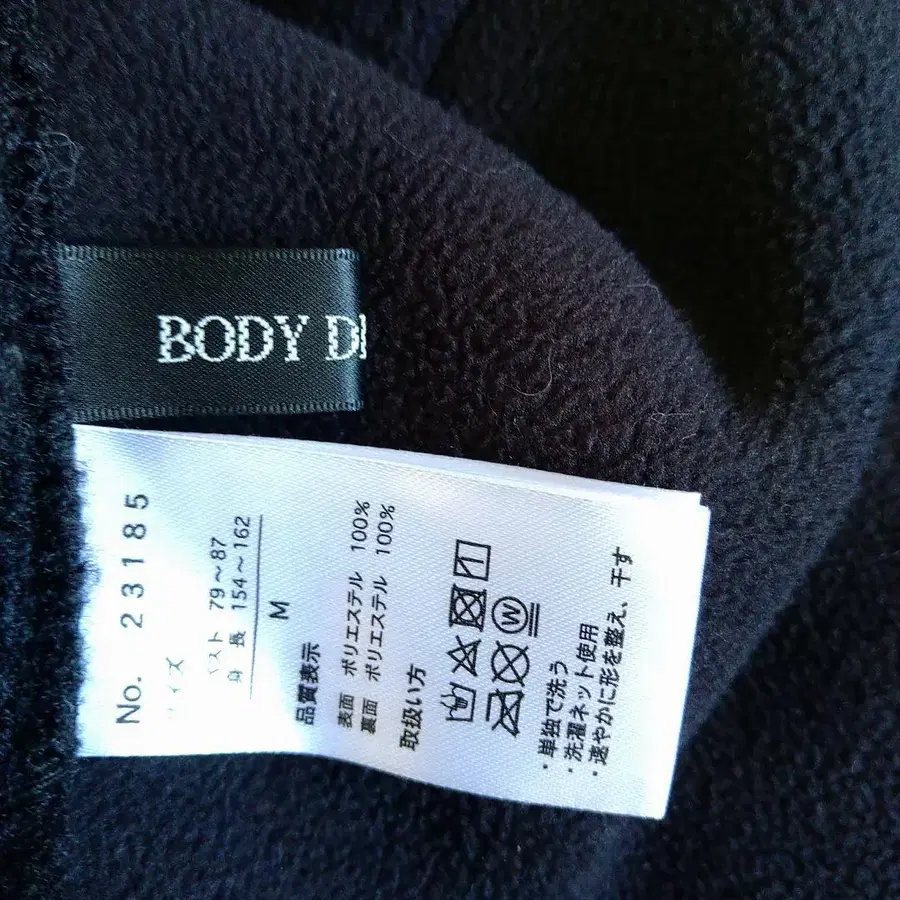 BODY D
No. 23185
サイズ
バスト 79～87
身長 154～162
M
品質表示
表面 ポリエステル 100%
裏面 ポリエステル 100%
取扱い方
W
・単独で洗う
・洗濯ネット使用
・速やかに形を整え、干す